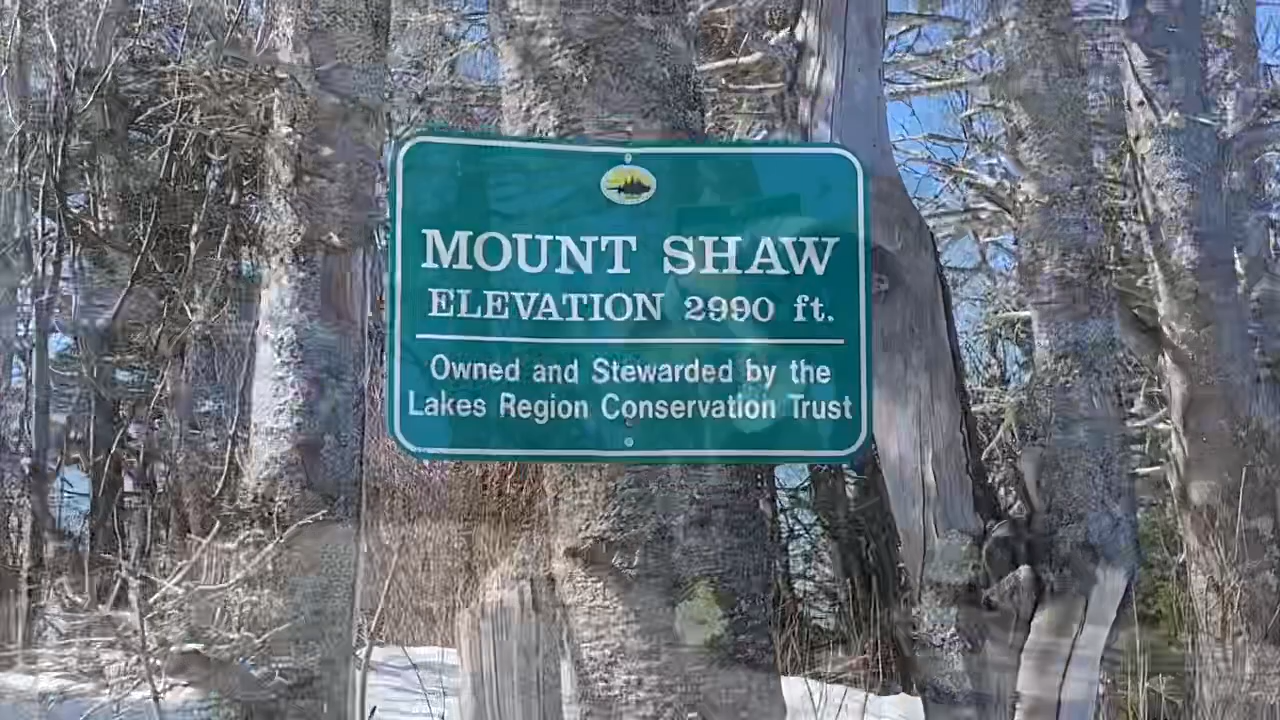 MOUNT SHAW
ELEVATION 2990 ft.
Owned and Stewarded by the
Lakes Region Conservation Trust